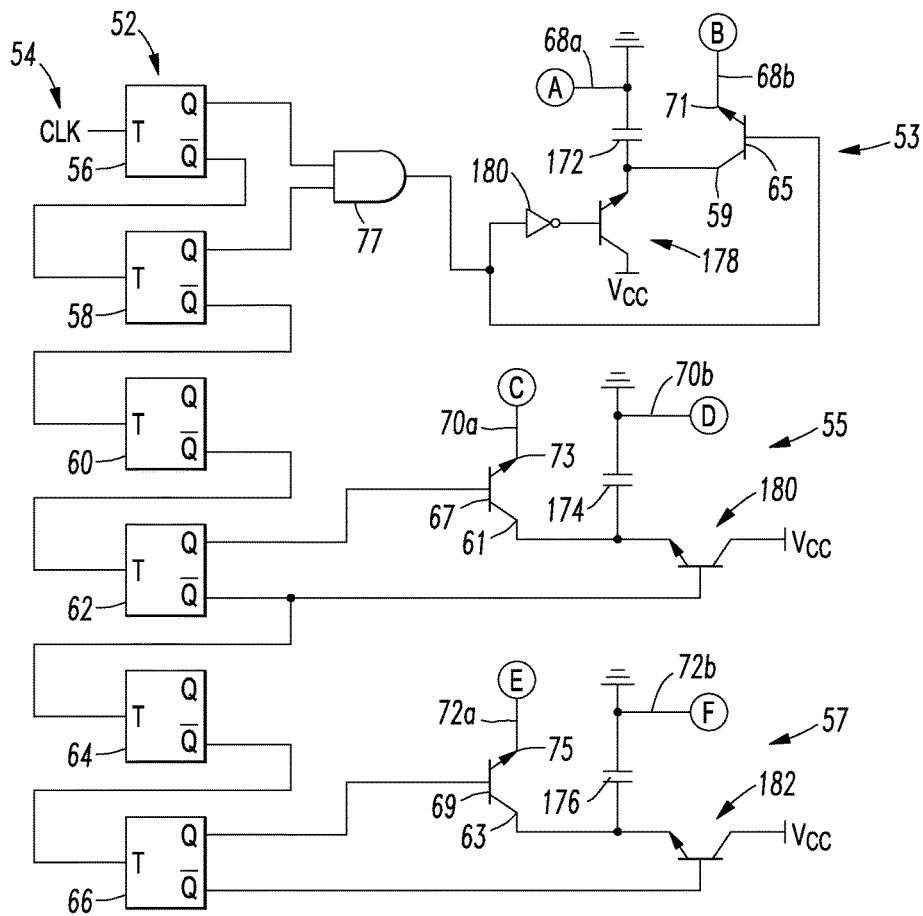 52
54
CLK
T
Q
Q̅
56
68a
A
B
68b
71
172
65
59
53
180
178
VCC
77
T
Q
Q̅
58
T
Q
Q̅
60
C
70a
73
67
61
70b
D
174
55
180
VCC
T
Q
Q̅
62
T
Q
Q̅
64
E
72a
75
69
63
72b
F
176
57
182
VCC
T
Q
Q̅
66